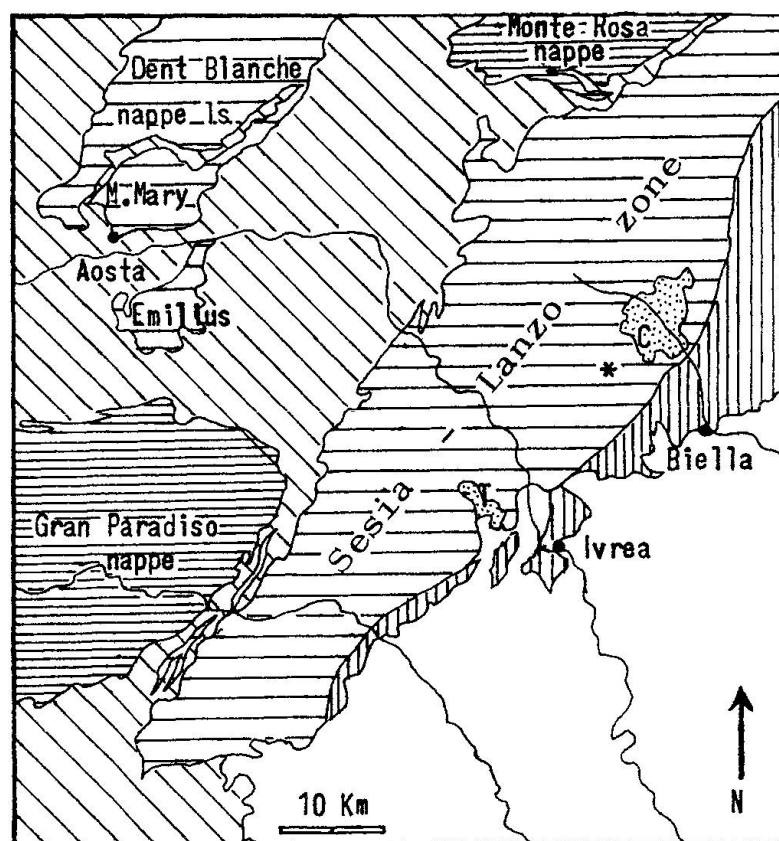 Monte Rosa
nappe
Dent Blanche
nappe ls
M.Mary
Aosta
Emilius
Sesia - Lanzo zone
C
*
Biella
T
Ivrea
Gran Paradiso
nappe
10 Km
N